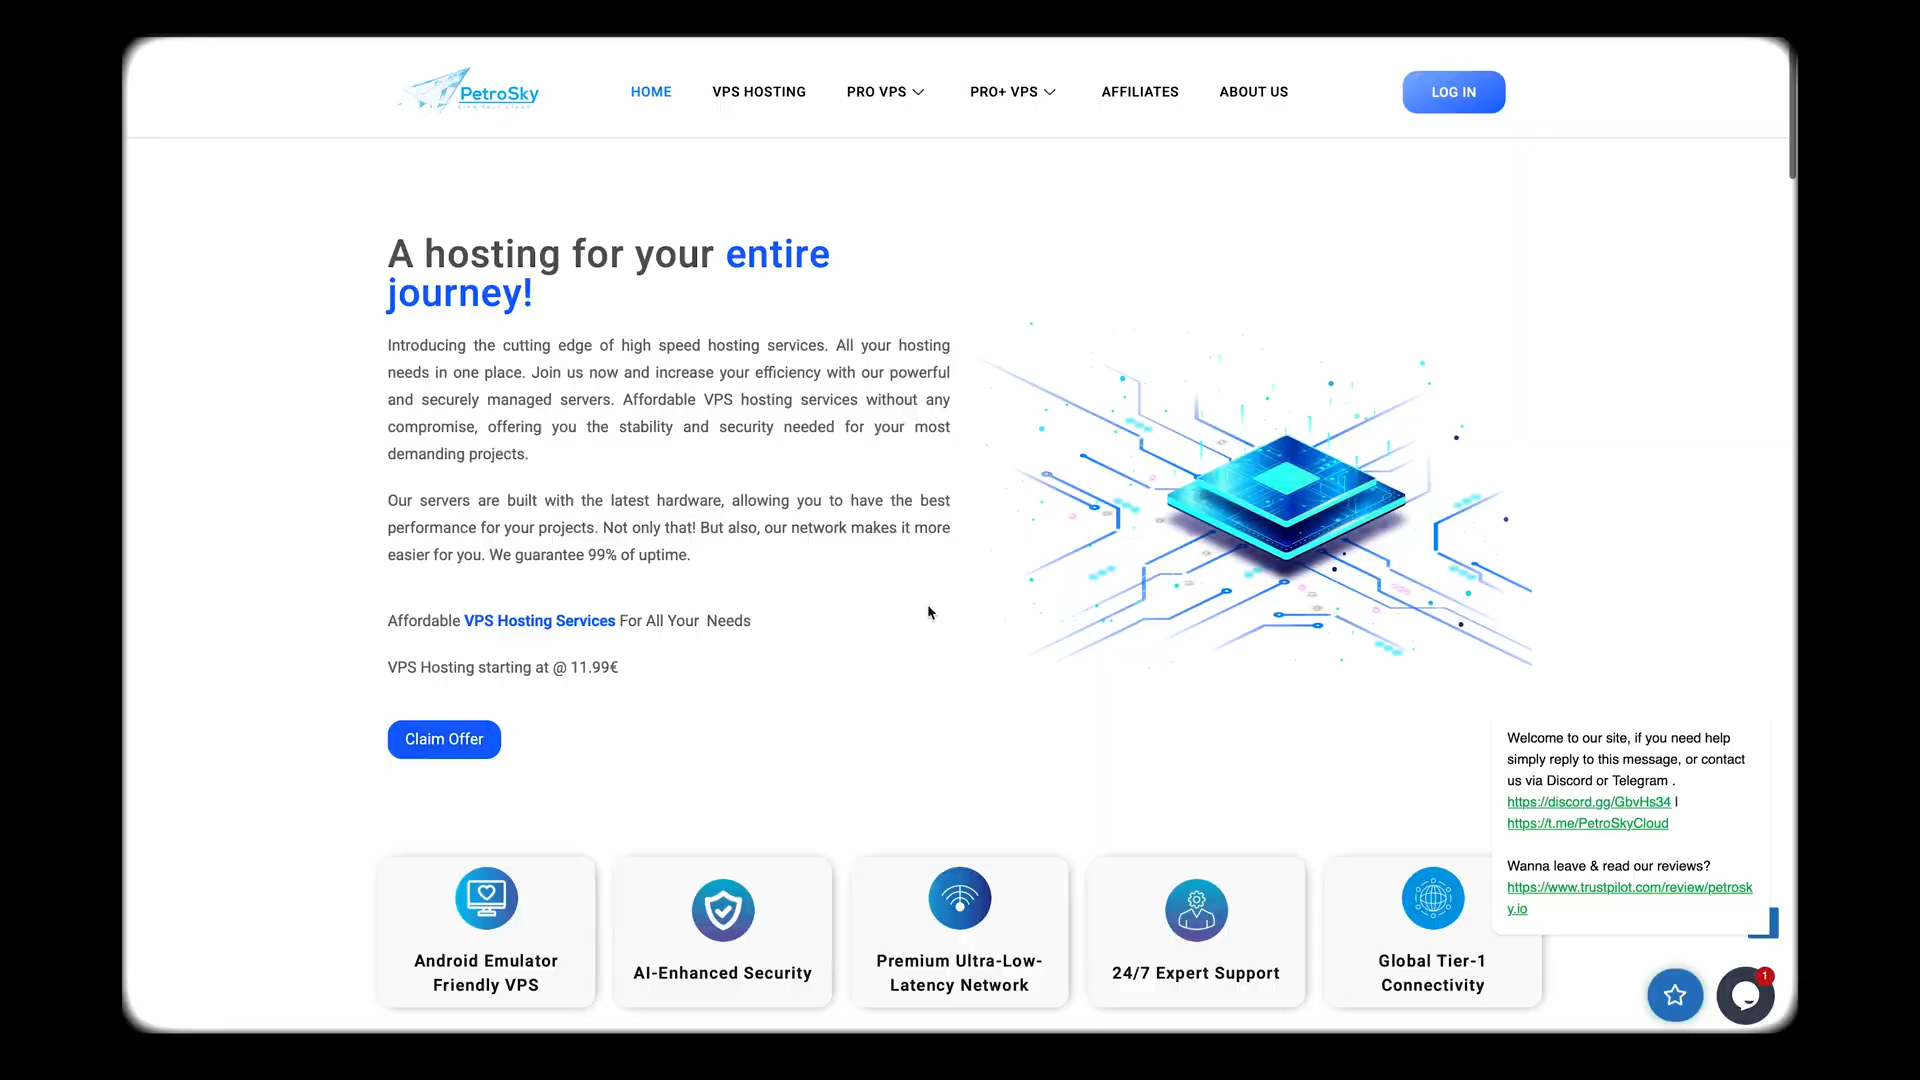 PetroSky
HOME
VPS HOSTING
PRO VPS
PRO+ VPS
AFFILIATES
ABOUT US
LOG IN
A hosting for your entire
journey!
Introducing the cutting edge of high speed hosting services. All your hosting
needs in one place. Join us now and increase your efficiency with our powerful
and securely managed servers. Affordable VPS hosting services without any
compromise, offering you the stability and security needed for your most
demanding projects.
Our servers are built with the latest hardware, allowing you to have the best
performance for your projects. Not only that! But also, our network makes it more
easier for you. We guarantee 99% of uptime.
Affordable VPS Hosting Services For All Your Needs
VPS Hosting starting at @ 11.99€
Claim Offer
Welcome to our site, if you need help
simply reply to this message, or contact
us via Discord or Telegram .
https://discord.gg/GbvHs34 |
https://t.me/PetroSkyCloud
Wanna leave & read our reviews?
https://www.trustpilot.com/review/petrosk
y.io
Android Emulator
Friendly VPS
AI-Enhanced Security
Premium Ultra-Low-
Latency Network
24/7 Expert Support
Global Tier-1
Connectivity
1